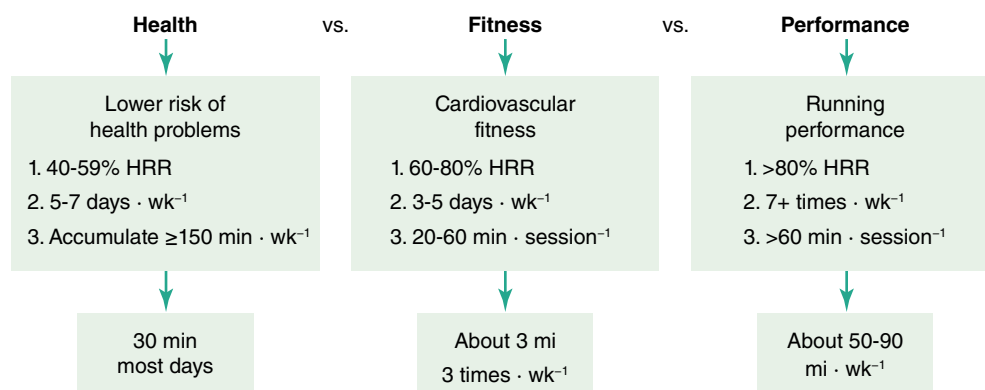 Health vs. Fitness vs. Performance
Lower risk of
health problems
1. 40-59% HRR
2. 5-7 days · wk⁻¹
3. Accumulate ≥150 min · wk⁻¹
30 min
most days
Cardiovascular
fitness
1. 60-80% HRR
2. 3-5 days · wk⁻¹
3. 20-60 min · session⁻¹
About 3 mi
3 times · wk⁻¹
Running
performance
1. >80% HRR
2. 7+ times · wk⁻¹
3. >60 min · session⁻¹
About 50-90
mi · wk⁻¹